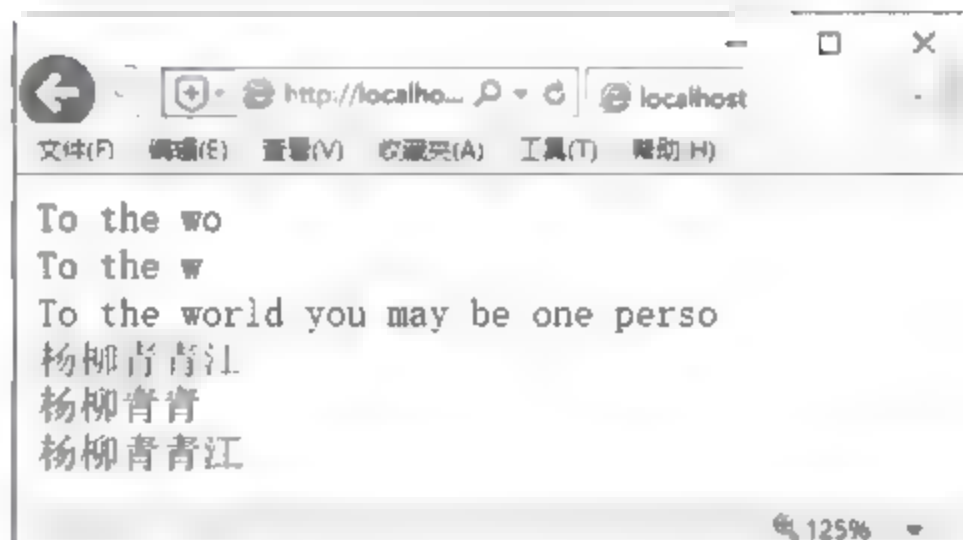 http://localho... localhost
文件(F) 编辑(E) 查看(V) 收藏夹(A) 工具(T) 帮助(H)
To the wo
To the w
To the world you may be one perso
杨柳青青江
杨柳青青
杨柳青青江
125%